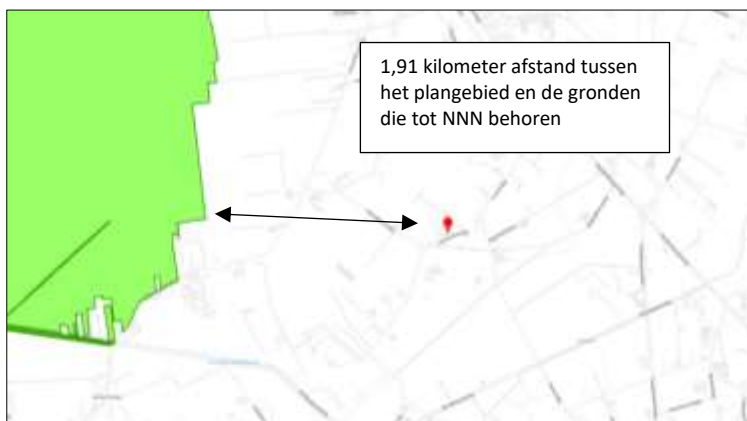 1,91 kilometer afstand tussen
het plangebied en de gronden
die tot NNN behoren